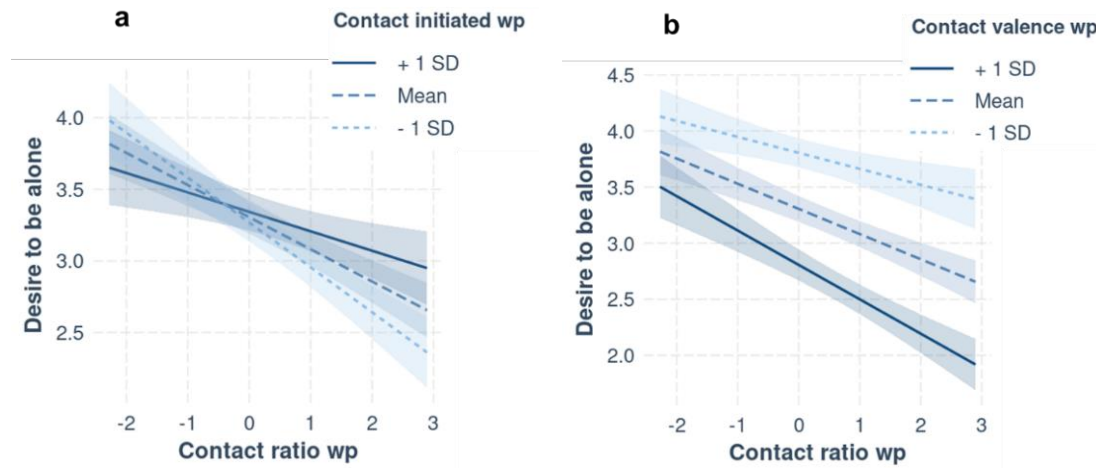 a
Contact initiated wp
+ 1 SD
Mean
- 1 SD
4.0
3.5
3.0
2.5
Desire to be alone
-2 -1 0 1 2 3
Contact ratio wp
b
Contact valence wp
+ 1 SD
Mean
- 1 SD
4.5
4.0
3.5
3.0
2.5
2.0
Desire to be alone
-2 -1 0 1 2 3
Contact ratio wp